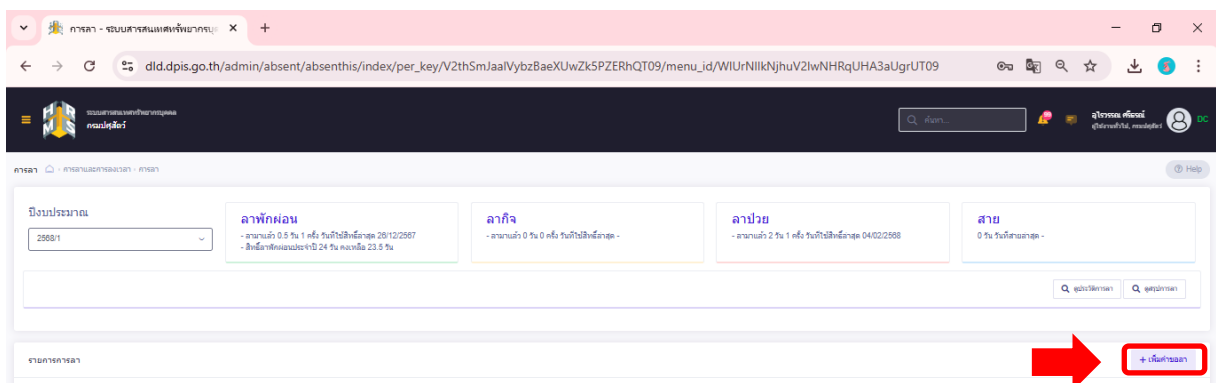 การลา - ระบบสารสนเทศทรัพยากรบุค
dld.dpis.go.th/admin/absent/absenthis/index/per_key/V2thSmJaalVybzBaeXUwZk5PZERhQT09/menu_id/WlUrNIlkNjhuV2IwNHRqUHA3aUgrUT09
HR
MS
ระบบสารสนเทศทรัพยากรบุคคล
กรมปศุสัตว์
ค้นหา...
DC
การลา - การลาและการลงเวลา - การลา
Help
ปีงบประมาณ
2568/1
ลาพักผ่อน
- ลามาแล้ว 0.5 วัน 1 ครั้ง วันที่ใช้สิทธิ์ล่าสุด 26/12/2567
- สิทธิ์ลาพักผ่อนประจำปี 24 วัน คงเหลือ 23.5 วัน
ลากิจ
- ลามาแล้ว 0 วัน 0 ครั้ง วันที่ใช้สิทธิ์ล่าสุด -
ลาป่วย
- ลามาแล้ว 2 วัน 1 ครั้ง วันที่ใช้สิทธิ์ล่าสุด 04/02/2568
สาย
0 วัน วันที่สายล่าสุด -
ดูประวัติการลา
ดูสรุปการลา
รายการการลา
+ เพิ่มคำขอลา